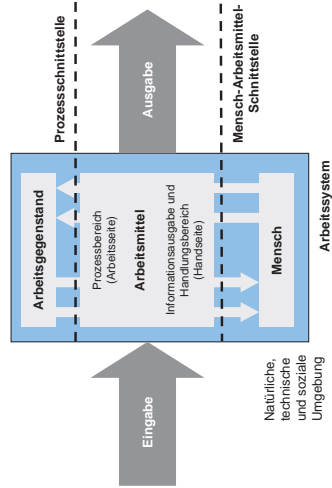 Prozessschnittstelle
Arbeitsgegenstand
Prozessbereich
(Arbeitsseite)
Arbeitsmittel
Informationsausgabe und
Handlungsbereich
(Handseite)
Mensch
Eingabe
Ausgabe
Mensch-Arbeitsmittel-
Schnittstelle
Natürliche,
technische
und soziale
Umgebung
Arbeitssystem